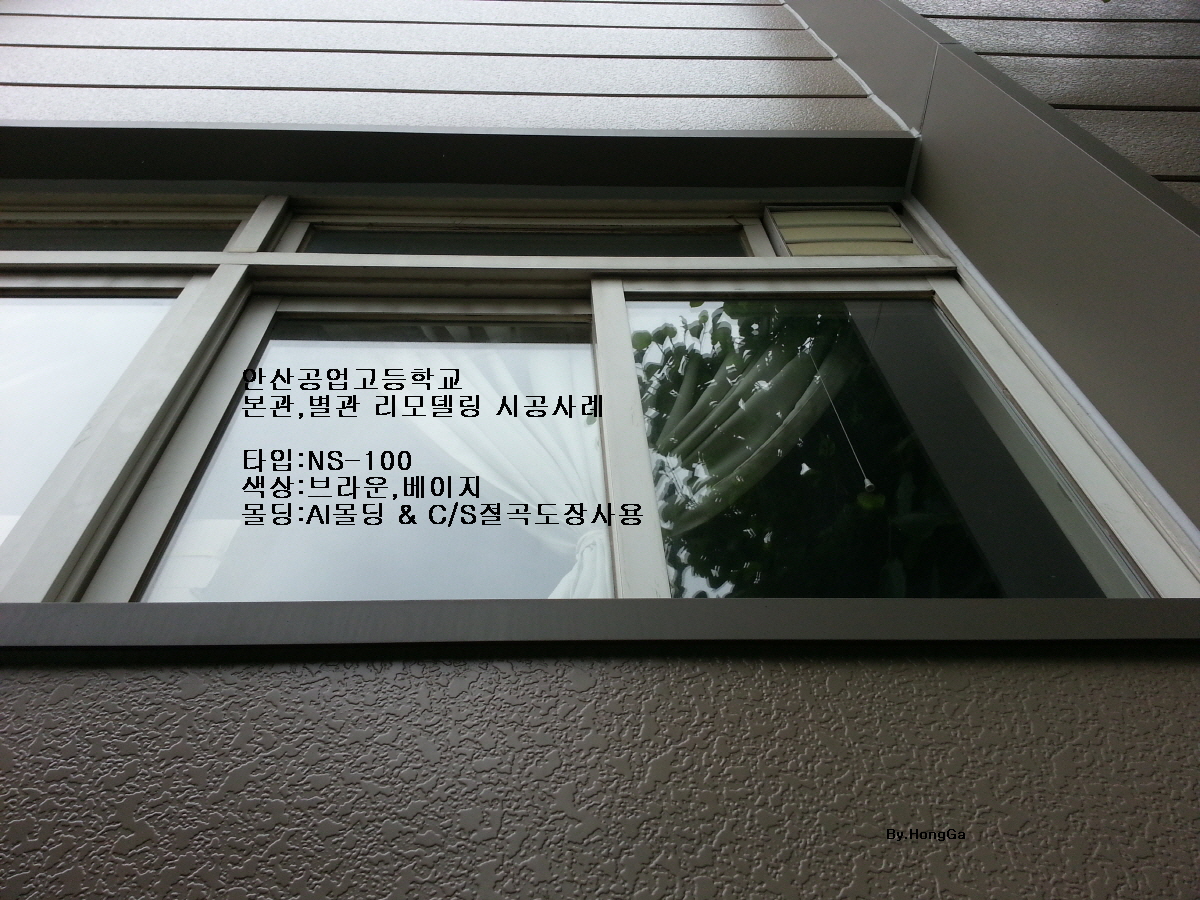 안산공업고등학교
본관,별관 리모델링 시공사례
타입:NS-100
색상:브라운,베이지
몰딩:Al몰딩 & C/S절곡도장사용
By.HongGa